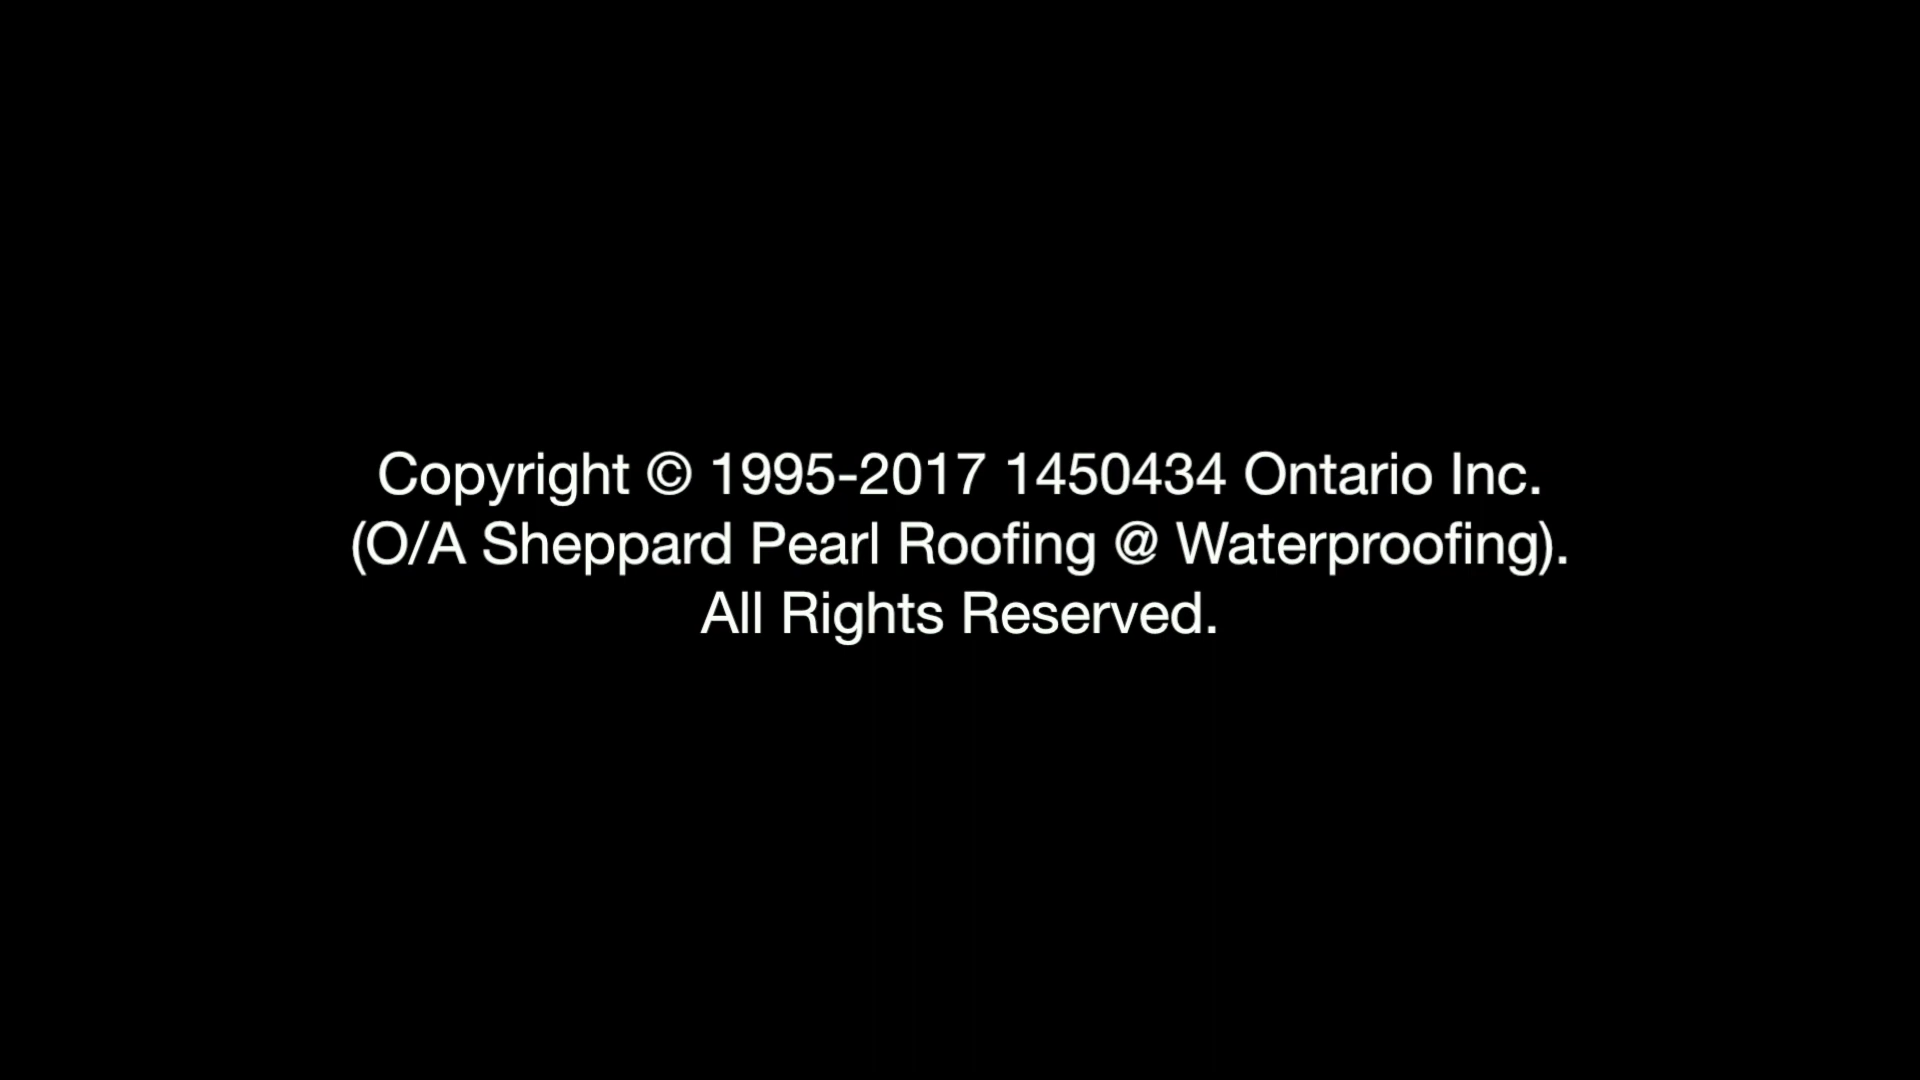 Copyright © 1995-2017 1450434 Ontario Inc.
(O/A Sheppard Pearl Roofing @ Waterproofing).
All Rights Reserved.